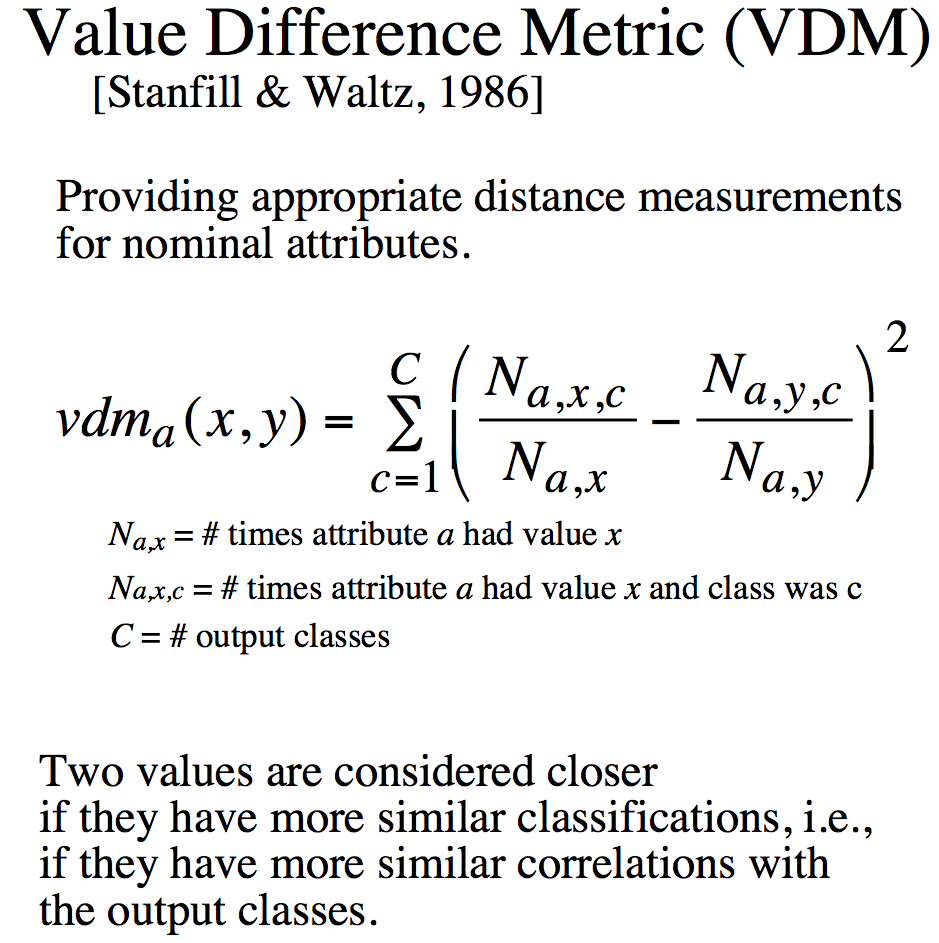 Value Difference Metric (VDM)
[Stanfill & Waltz, 1986]
Providing appropriate distance measurements
for nominal attributes.
vdm_a(x,y) = \sum_{c=1}^{C} \left( \frac{N_{a,x,c}}{N_{a,x}} - \frac{N_{a,y,c}}{N_{a,y}} \right)^2
N_{a,x} = # times attribute a had value x
N_{a,x,c} = # times attribute a had value x and class was c
C = # output classes
Two values are considered closer
if they have more similar classifications, i.e.,
if they have more similar correlations with
the output classes.